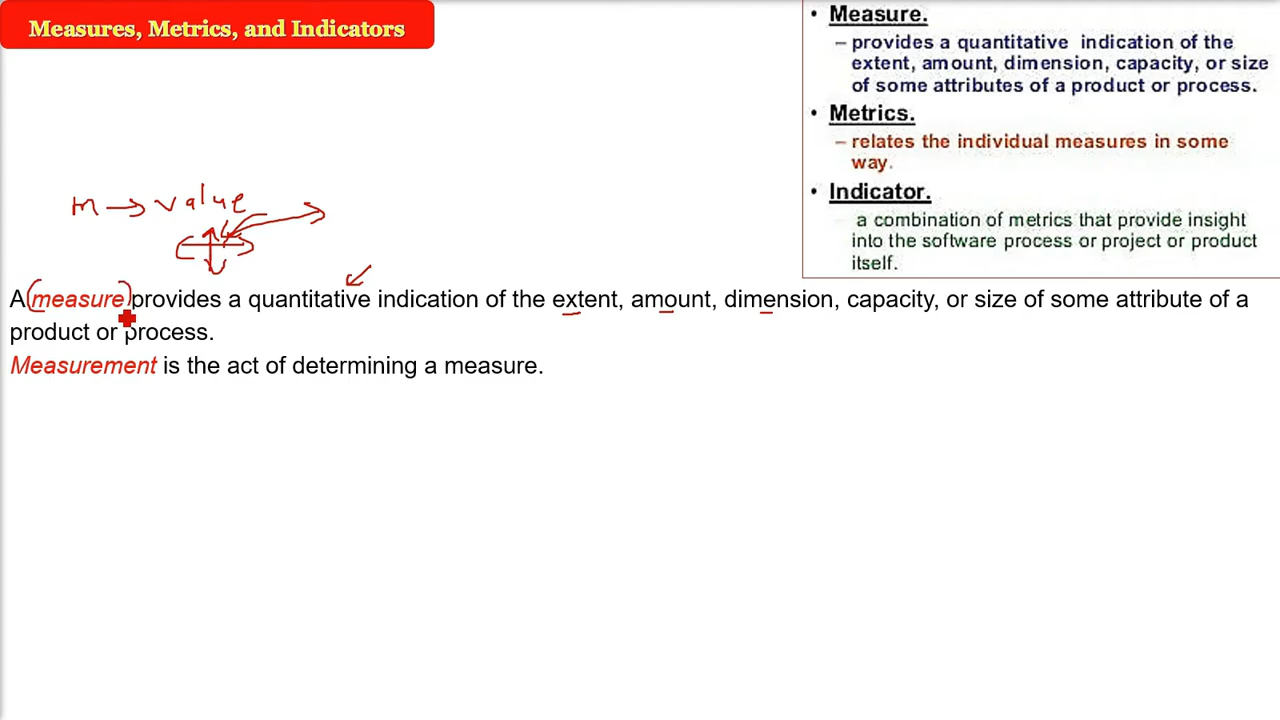 Measures, Metrics, and Indicators
• Measure.
– provides a quantitative indication of the
extent, amount, dimension, capacity, or size
of some attributes of a product or process.
• Metrics.
– relates the individual measures in some
way.
• Indicator.
– a combination of metrics that provide insight
into the software process or project or product
itself.
m → value
A (measure) provides a quantitative indication of the extent, amount, dimension, capacity, or size of some attribute of a
product or process.
Measurement is the act of determining a measure.